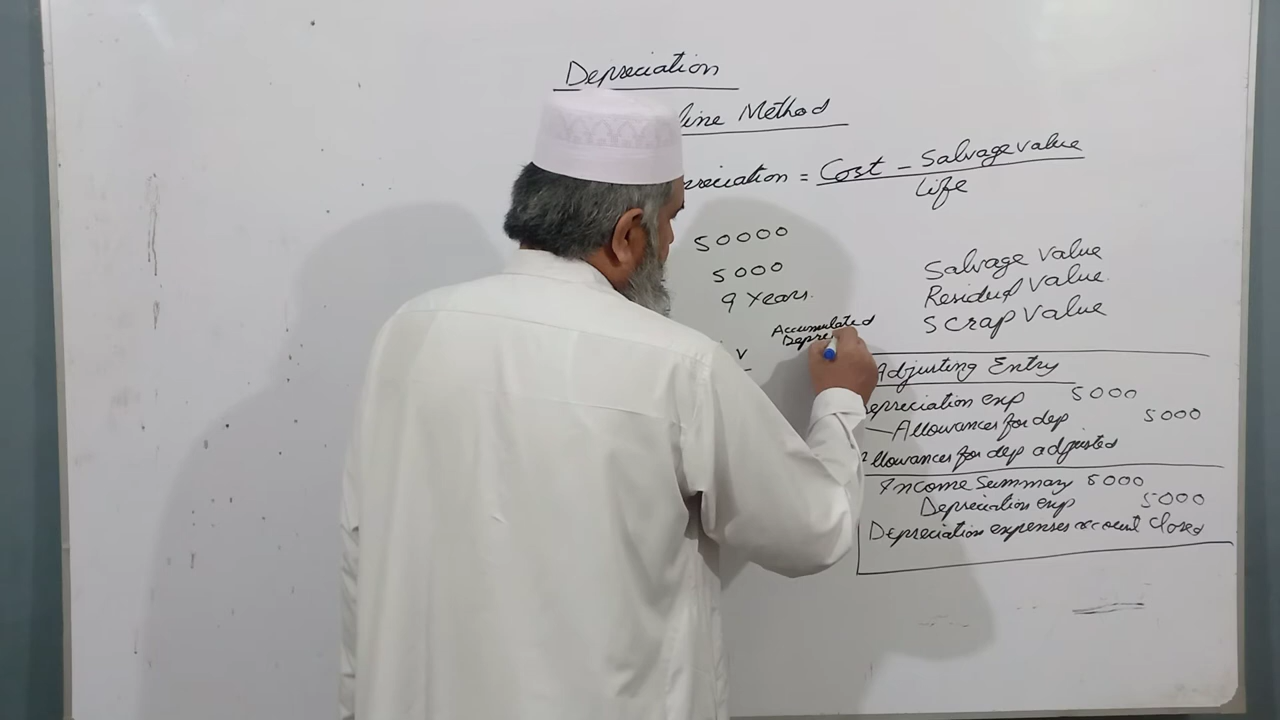 Depreciation
line Method
reciation = Cost - Salvage value
Life
50000
5000
9 Years.
Salvage value
Residual value
Scrap value
Accumulated
Depre
v
Adjusting Entry
epreciation exp 5000
Allowances for dep 5000
llowances for dep adjusted
Income Summary 5000
Depreciation exp 5000
Depreciation expenses account closed